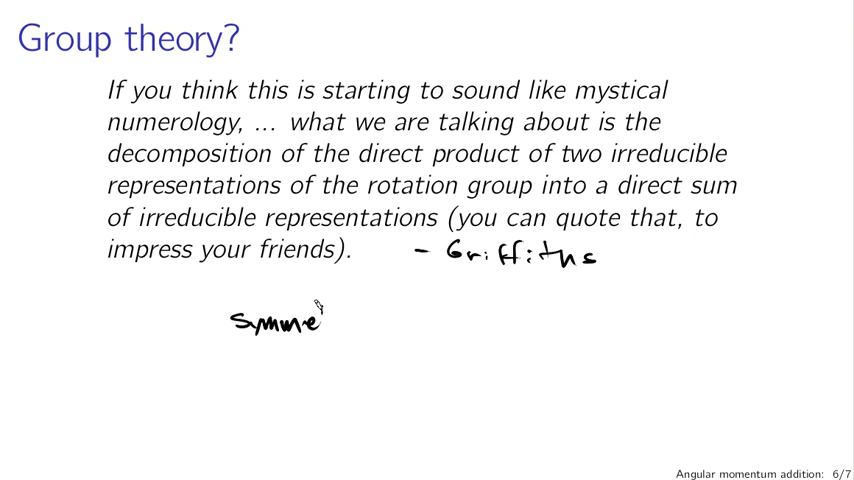 Group theory?
If you think this is starting to sound like mystical
numerology, ... what we are talking about is the
decomposition of the direct product of two irreducible
representations of the rotation group into a direct sum
of irreducible representations (you can quote that, to
impress your friends). - Griffiths
Symme
Angular momentum addition: 6/7